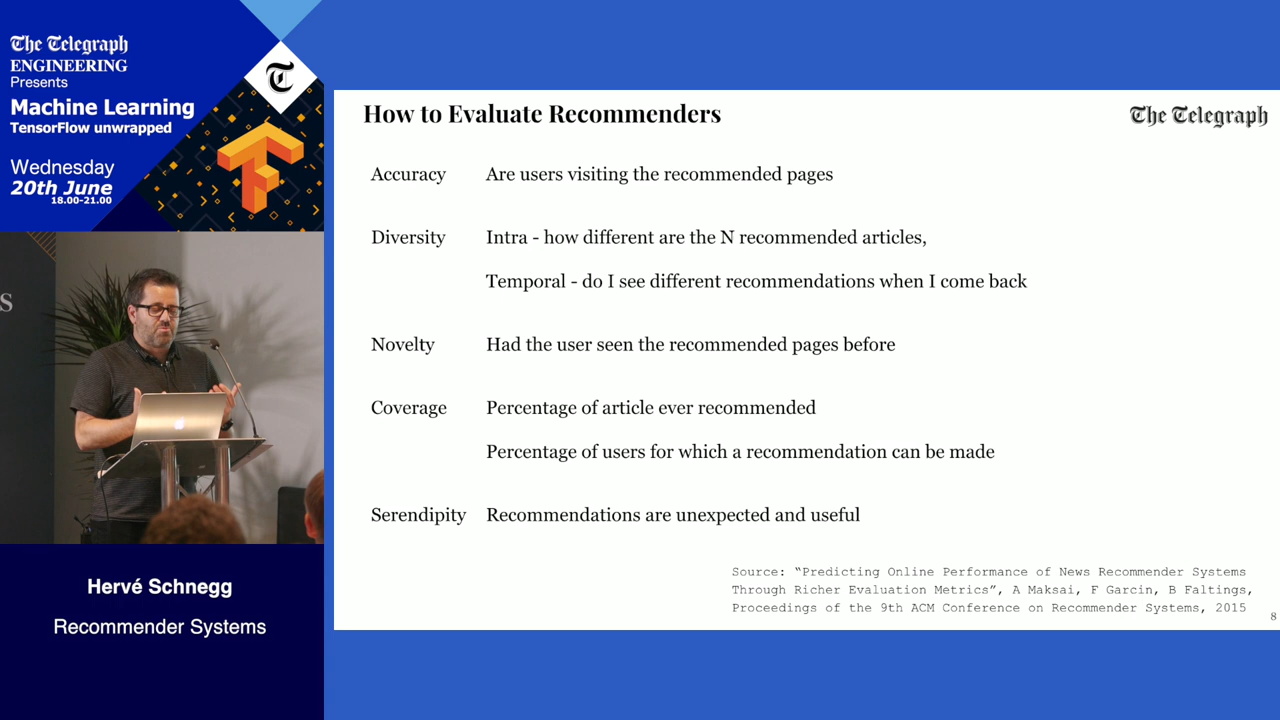 The Telegraph
ENGINEERING
Presents
Machine Learning
TensorFlow unwrapped
Wednesday
20th June
18.00-21.00
T
S
Hervé Schnegg
Recommender Systems
How to Evaluate Recommenders
The Telegraph
Accuracy Are users visiting the recommended pages
Diversity Intra - how different are the N recommended articles,
Temporal - do I see different recommendations when I come back
Novelty Had the user seen the recommended pages before
Coverage Percentage of article ever recommended
Percentage of users for which a recommendation can be made
Serendipity Recommendations are unexpected and useful
Source: “Predicting Online Performance of News Recommender Systems
Through Richer Evaluation Metrics”, A Maksai, F Garcin, B Faltings,
Proceedings of the 9th ACM Conference on Recommender Systems, 2015
8